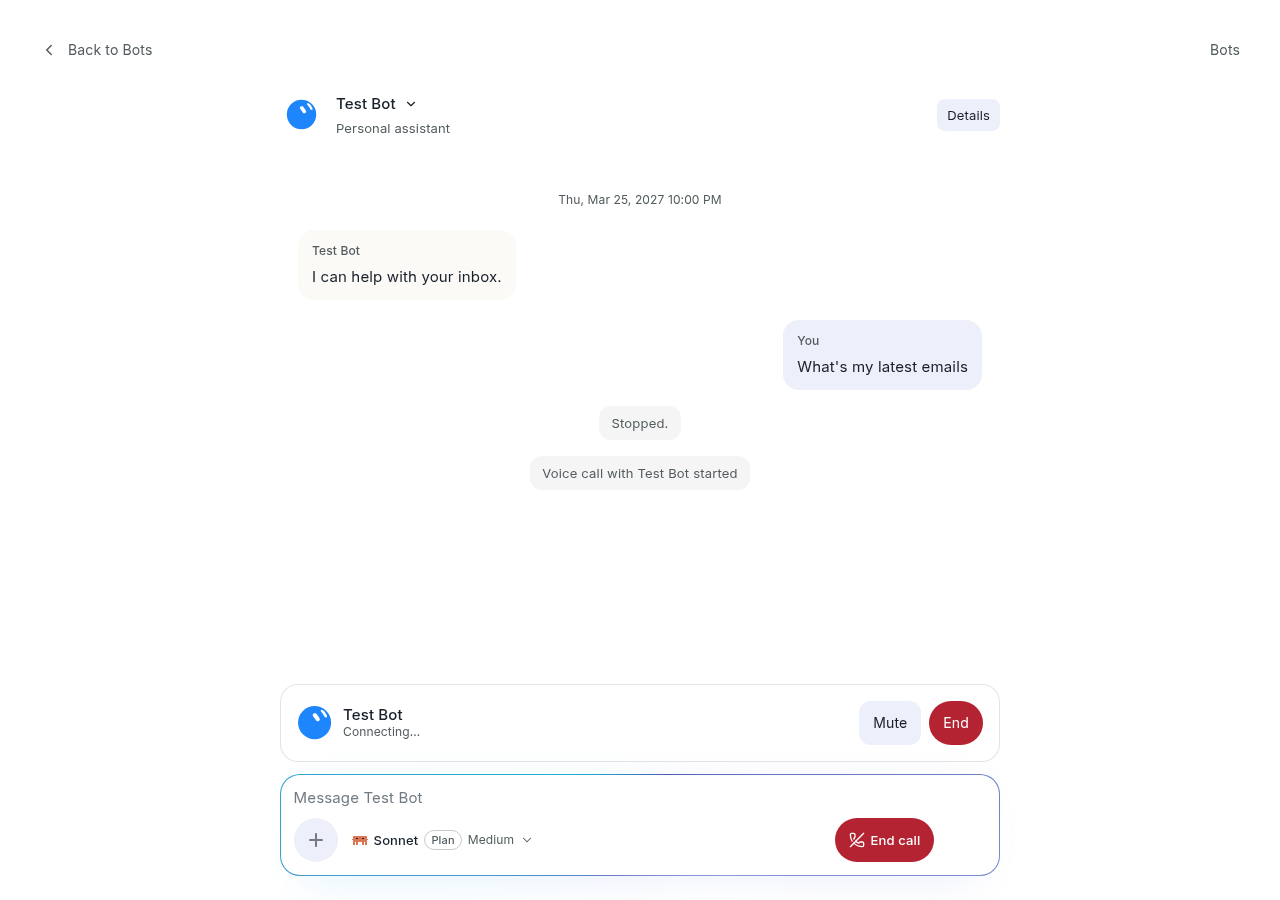 Back to Bots
Bots
Test Bot
Personal assistant
Details
Thu, Mar 25, 2027 10:00 PM
Test Bot
I can help with your inbox.
You
What's my latest emails
Stopped.
Voice call with Test Bot started
Test Bot
Connecting...
Mute
End
Message Test Bot
Sonnet Plan Medium
End call